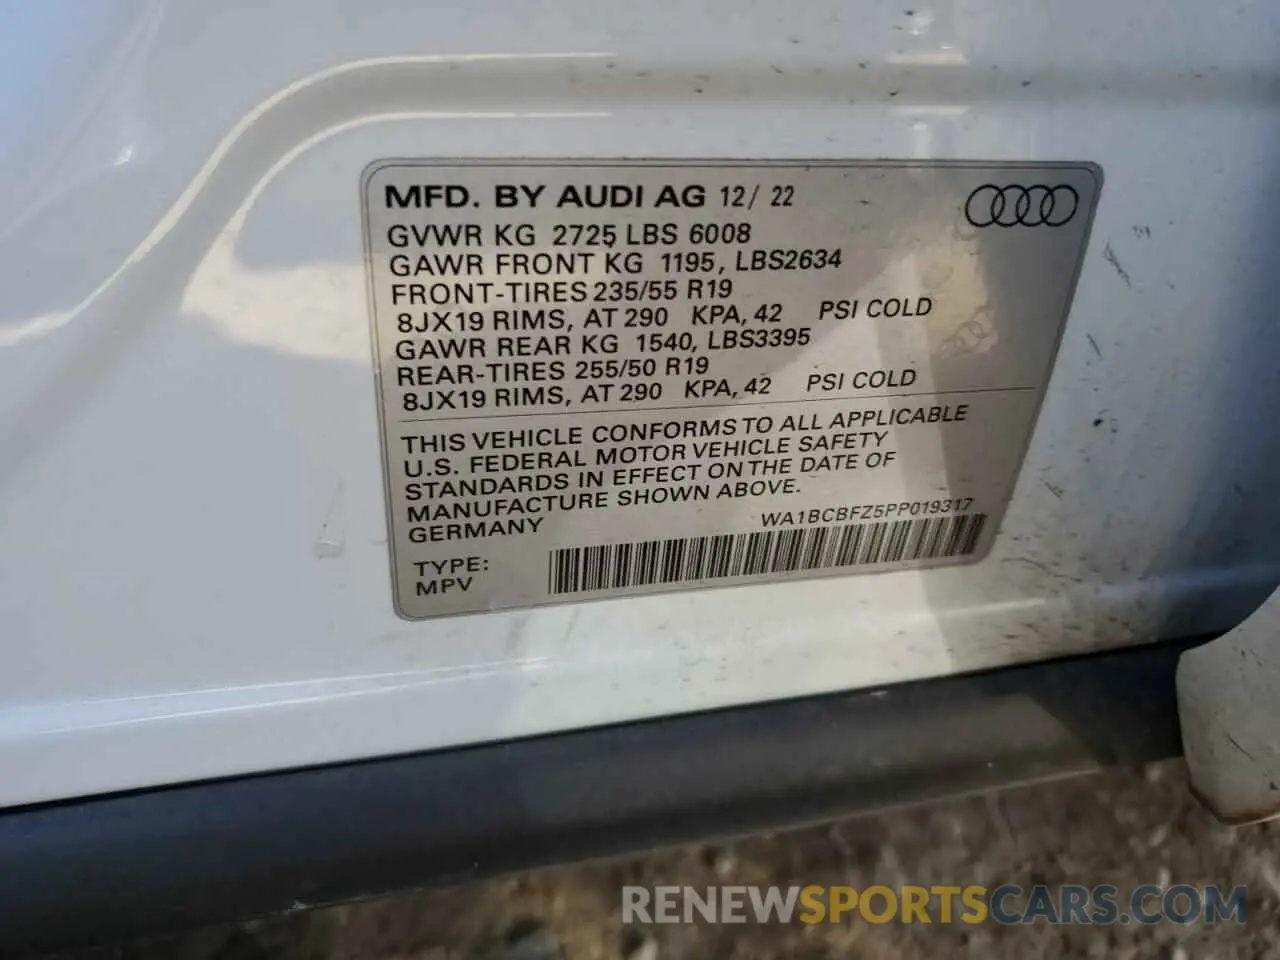 MFD. BY AUDI AG 12/ 22
GVWR KG 2725 LBS 6008
GAWR FRONT KG 1195, LBS2634
FRONT-TIRES 235/55 R19
8JX19 RIMS, AT 290 KPA, 42 PSI COLD
GAWR REAR KG 1540, LBS3395
REAR-TIRES 255/50 R19
8JX19 RIMS, AT 290 KPA, 42 PSI COLD
THIS VEHICLE CONFORMS TO ALL APPLICABLE
U.S. FEDERAL MOTOR VEHICLE SAFETY
STANDARDS IN EFFECT ON THE DATE OF
MANUFACTURE SHOWN ABOVE.
GERMANY WA1BCBFZ5PP019317
TYPE:
MPV
RENEWSPORTSCARS.COM